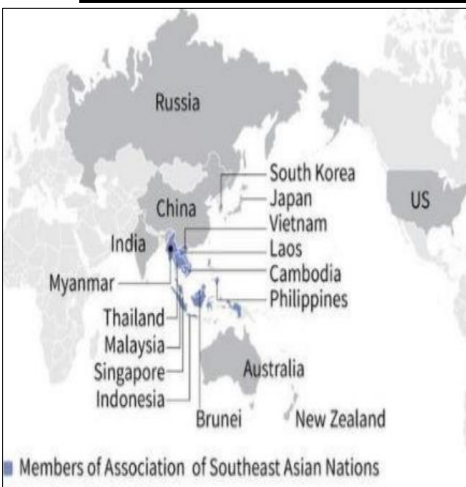 Russia
South Korea
Japan
China
US
Vietnam
India
Laos
Cambodia
Myanmar
Philippines
Thailand
Malaysia
Singapore
Australia
Indonesia
Brunei
New Zealand
Members of Association of Southeast Asian Nations